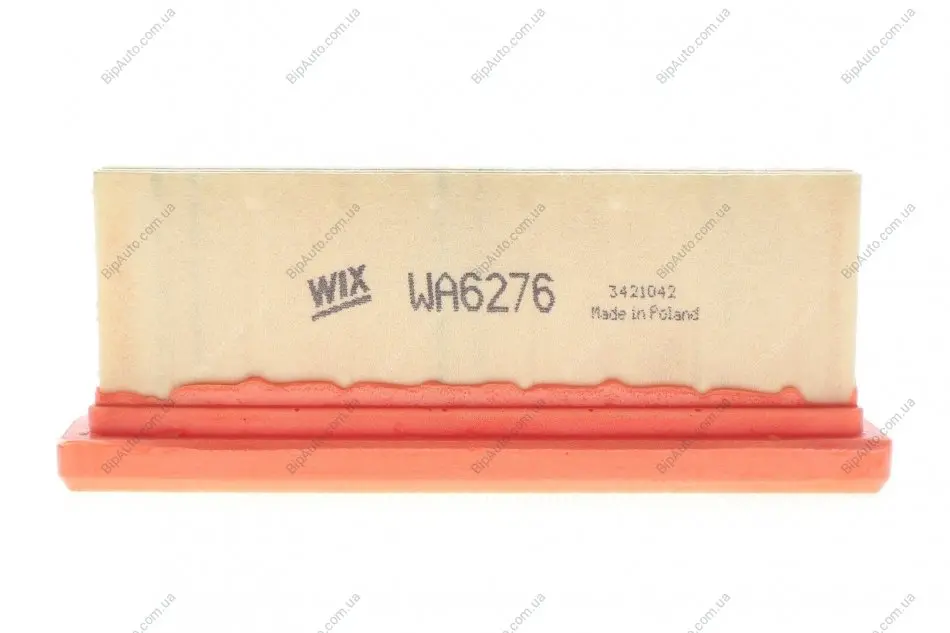 WIX WA6276 3421042
Made in Poland
BipAuto.com.ua